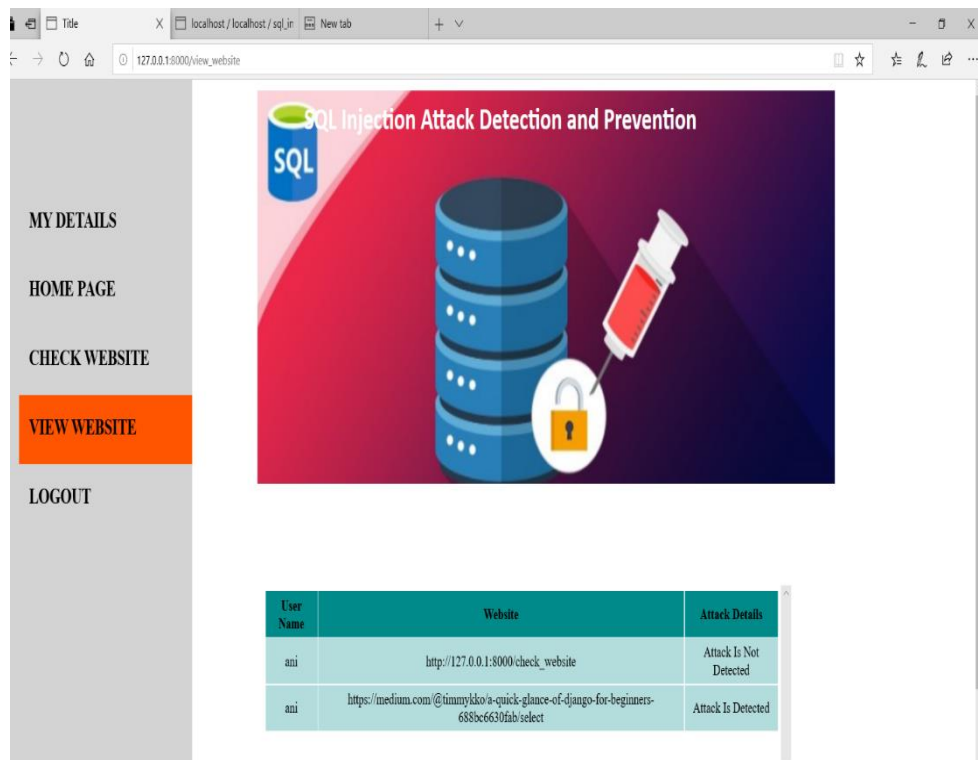 Title
localhost / localhost / sql_in
New tab
127.0.0.1:8000/view_website
SQL Injection Attack Detection and Prevention
SQL
MY DETAILS
HOME PAGE
CHECK WEBSITE
VIEW WEBSITE
LOGOUT
User Name
Website
Attack Details
ani
http://127.0.0.1:8000/check_website
Attack Is Not
Detected
ani
https://medium.com/@timmykko/a-quick-glance-of-django-for-beginners-
688bc6630fab/select
Attack Is Detected